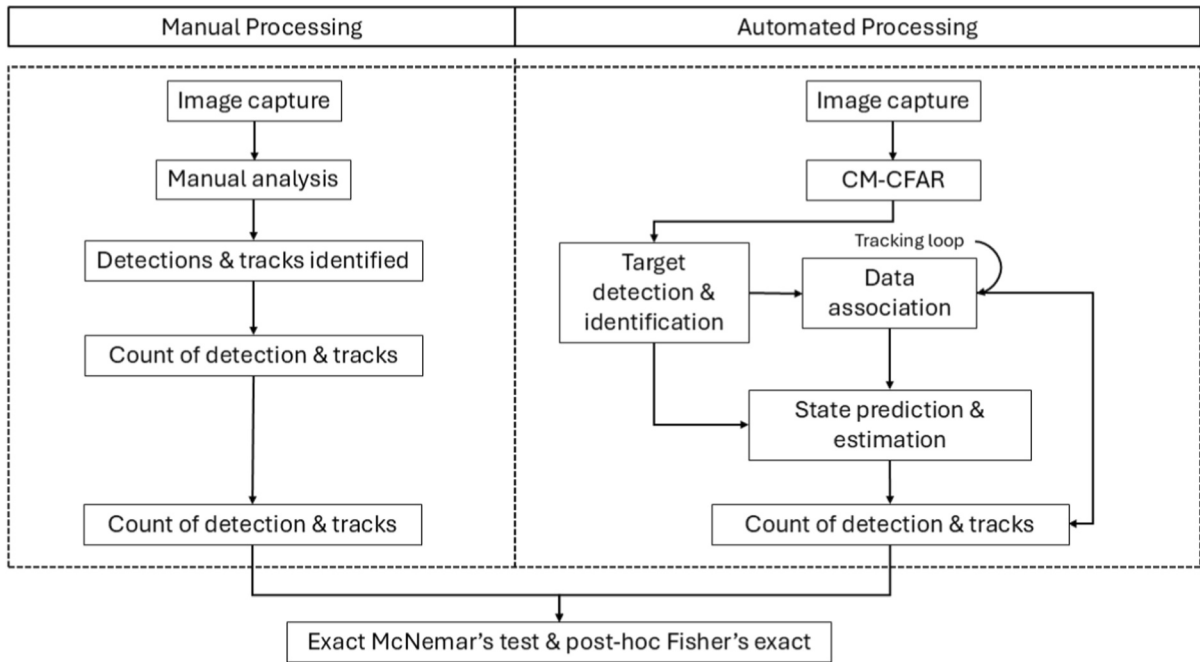 Manual Processing
Automated Processing
Image capture
Manual analysis
Detections & tracks identified
Count of detection & tracks
Count of detection & tracks
Image capture
CM-CFAR
Tracking loop
Target
detection &
identification
Data
association
State prediction &
estimation
Count of detection & tracks
Exact McNemar’s test & post-hoc Fisher’s exact